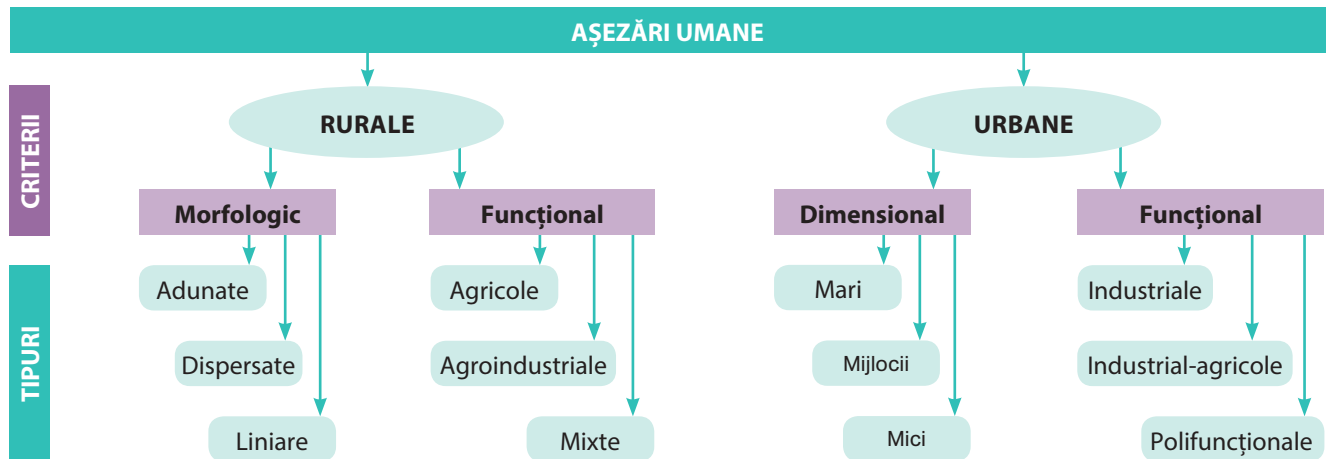 AȘEZĂRI UMANE
CRITERII
RURALE
URBANE
Morfologic
Funcțional
Dimensional
Funcțional
TIPURI
Adunate
Agricole
Mari
Industriale
Dispersate
Agroindustriale
Mijlocii
Industrial-agricole
Liniare
Mixte
Mici
Polifuncționale